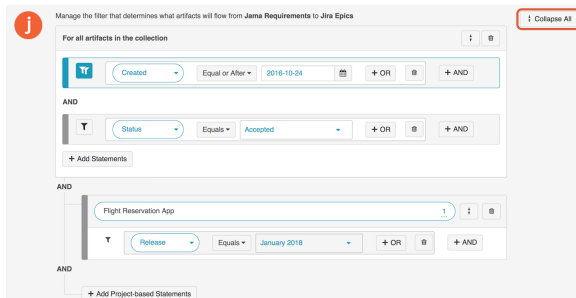 j
Manage the filter that determines what artifacts will flow from Jama Requirements to Jira Epics
Collapse All
For all artifacts in the collection
Created Equal or After 2016-10-24 + OR + AND
AND
Status Equals Accepted + OR + AND
+ Add Statements
AND
Flight Reservation App 1
Release Equals January 2018 + OR + AND
AND
+ Add Project-based Statements